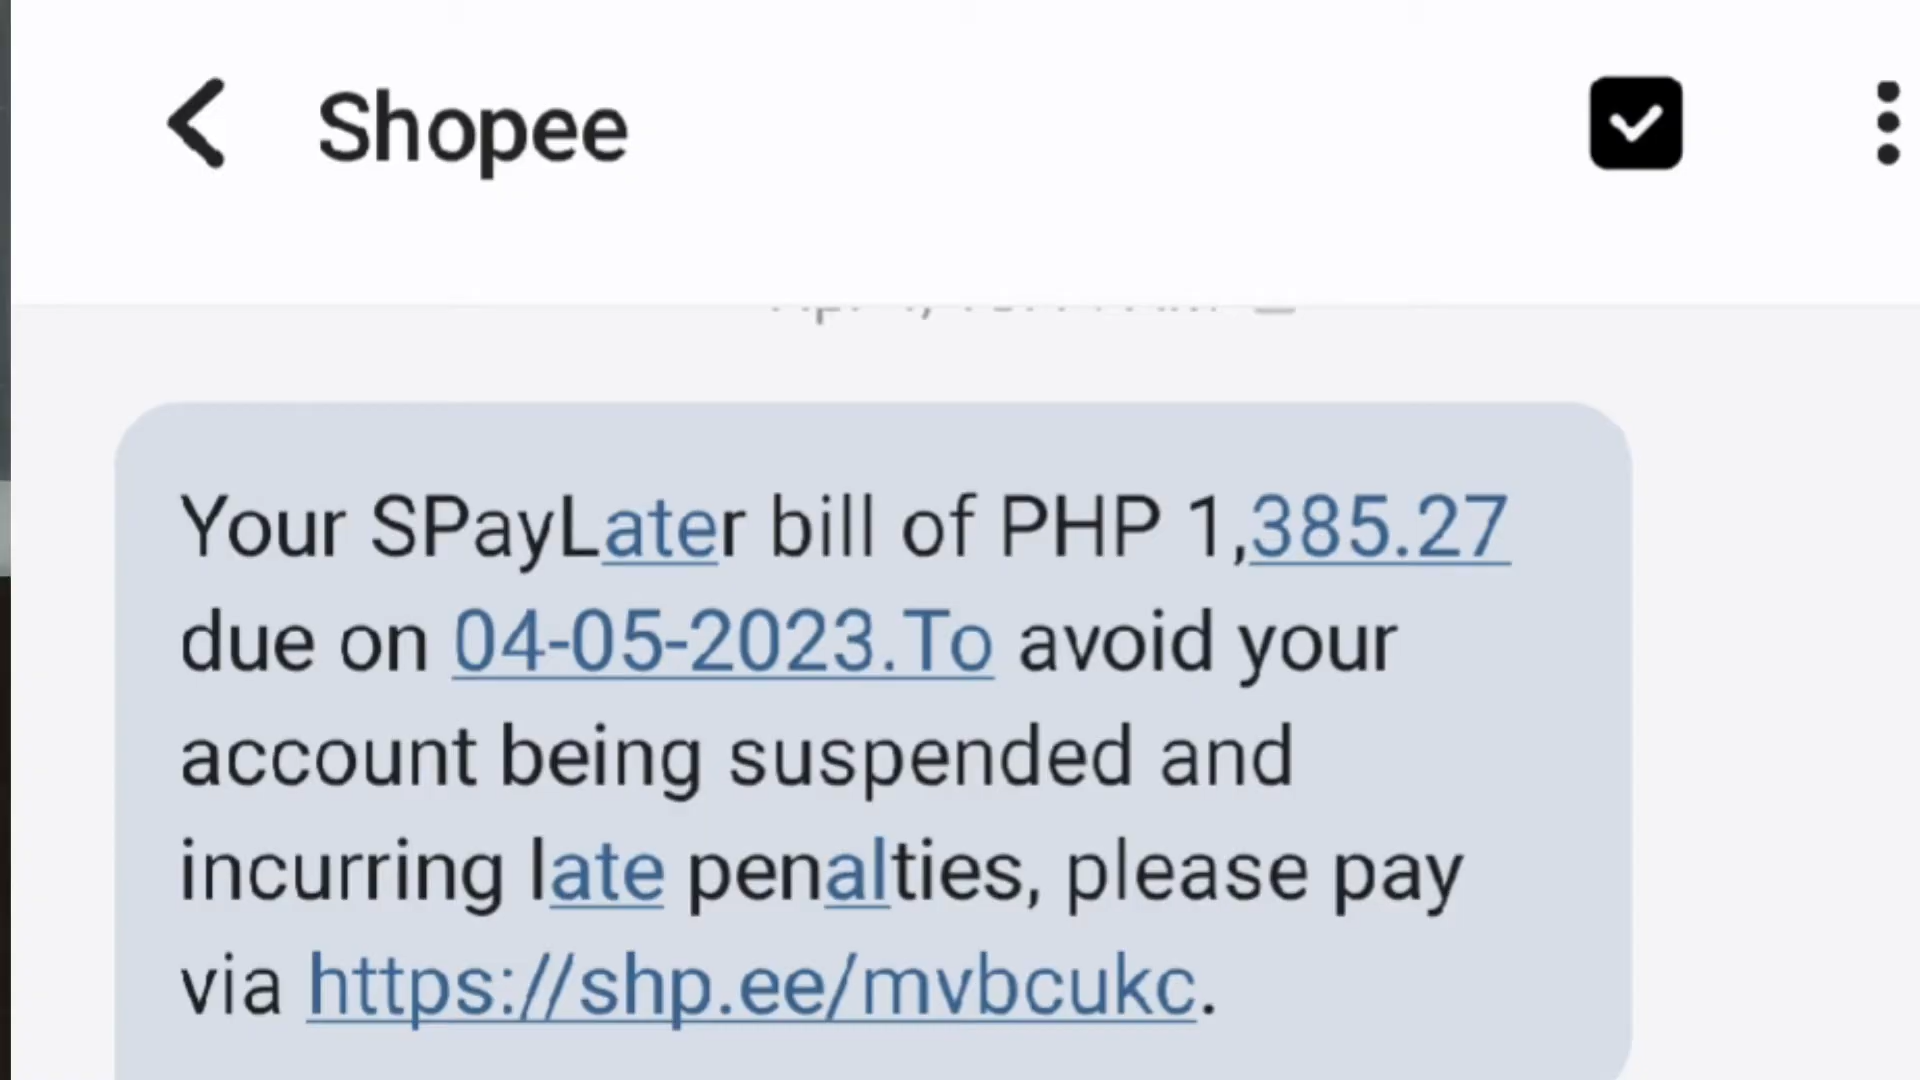 Shopee
Your SPayLater bill of PHP 1,385.27
due on 04-05-2023.To avoid your
account being suspended and
incurring late penalties, please pay
via https://shp.ee/mvbcukc.